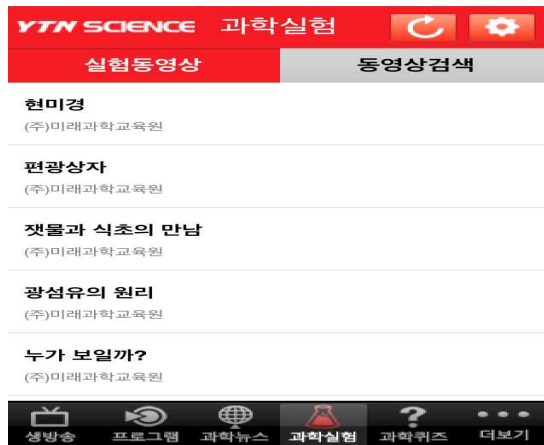 YTN SCIENCE 과학실험
실험동영상 동영상검색
현미경
(주)미래과학교육원
편광상자
(주)미래과학교육원
잿물과 식초의 만남
(주)미래과학교육원
광섬유의 원리
(주)미래과학교육원
누가 보일까?
(주)미래과학교육원
생방송 프로그램 과학뉴스 과학실험 과학퀴즈 더보기